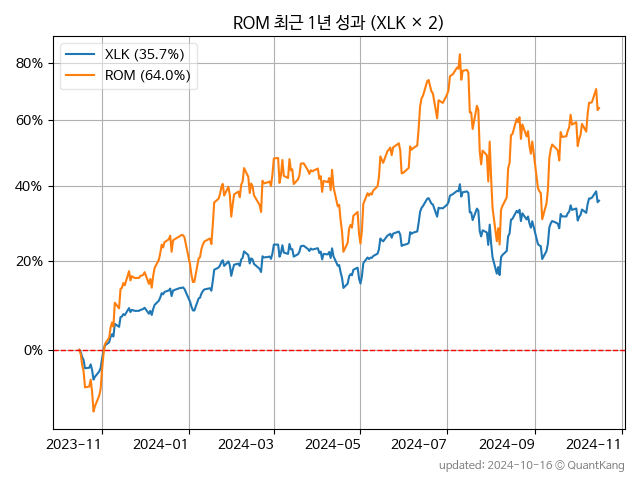 ROM 최근 1년 성과 (XLK × 2)
XLK (35.7%)
ROM (64.0%)
80%
60%
40%
20%
0%
2023-11 2024-01 2024-03 2024-05 2024-07 2024-09 2024-11
updated: 2024-10-16 © QuantKang